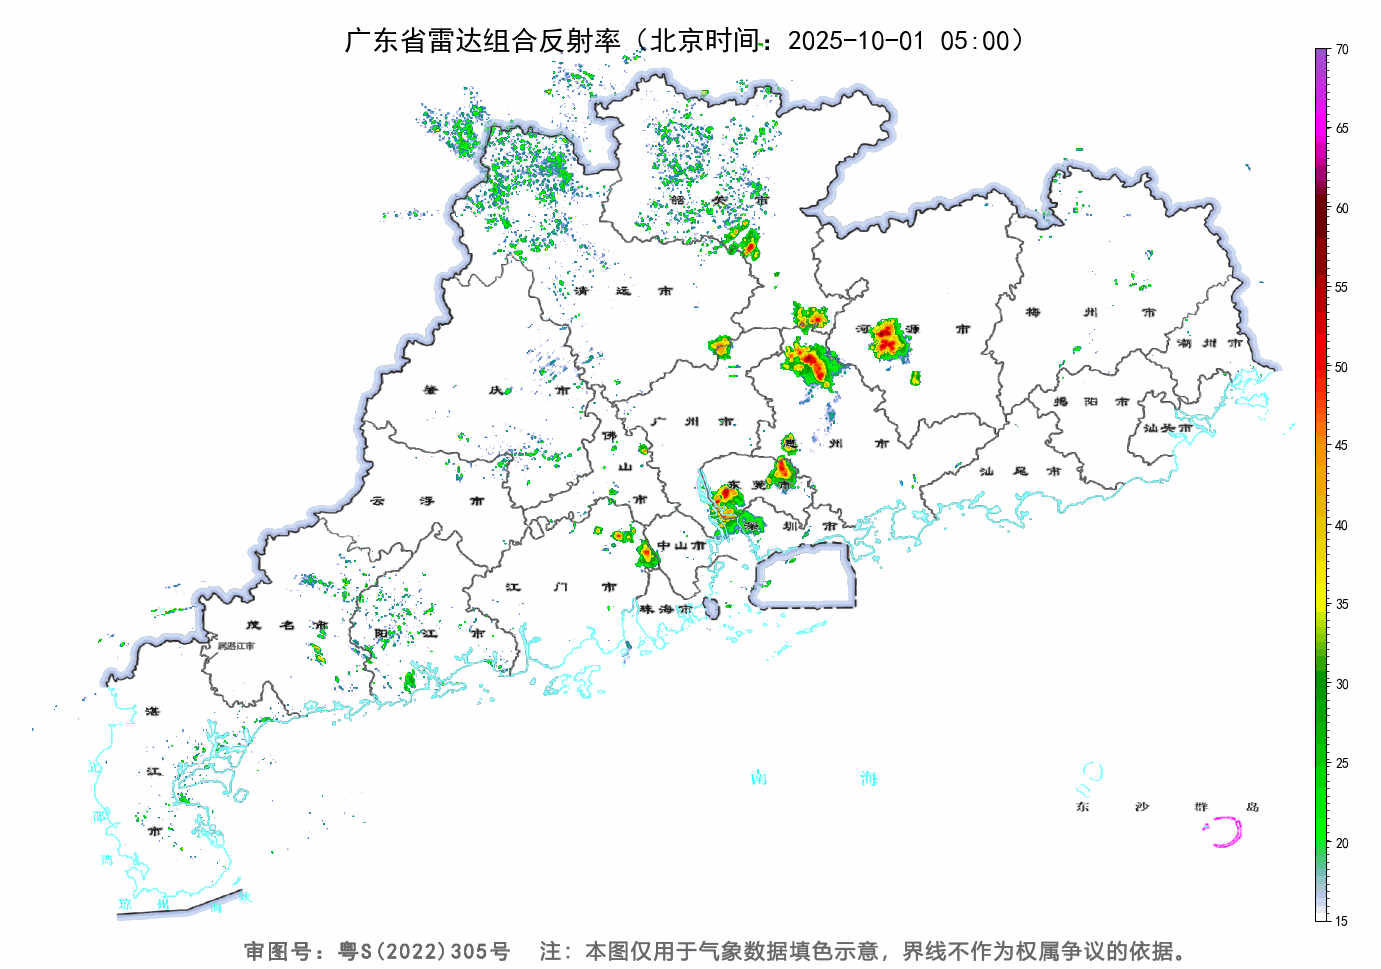 广东省雷达组合反射率（北京时间：2025-10-01 05:00）
70
65
60
55
50
45
40
35
30
25
20
15
韶 关 市
清 远 市
河 源 市
梅 州 市
潮 州 市
肇 庆 市
广 州 市
揭 阳 市
汕头市
佛 山 市
惠 州 市
汕 尾 市
云 浮 市
东 莞 市
深 圳 市
中山市
江 门 市
珠海市
茂 名 市
阳 江 市
属湛江市
湛 江 市
北 部 湾
南 海
东 沙 群 岛
琼 州 海 峡
审图号：粤S(2022)305号 注：本图仅用于气象数据填色示意，界线不作为权属争议的依据。